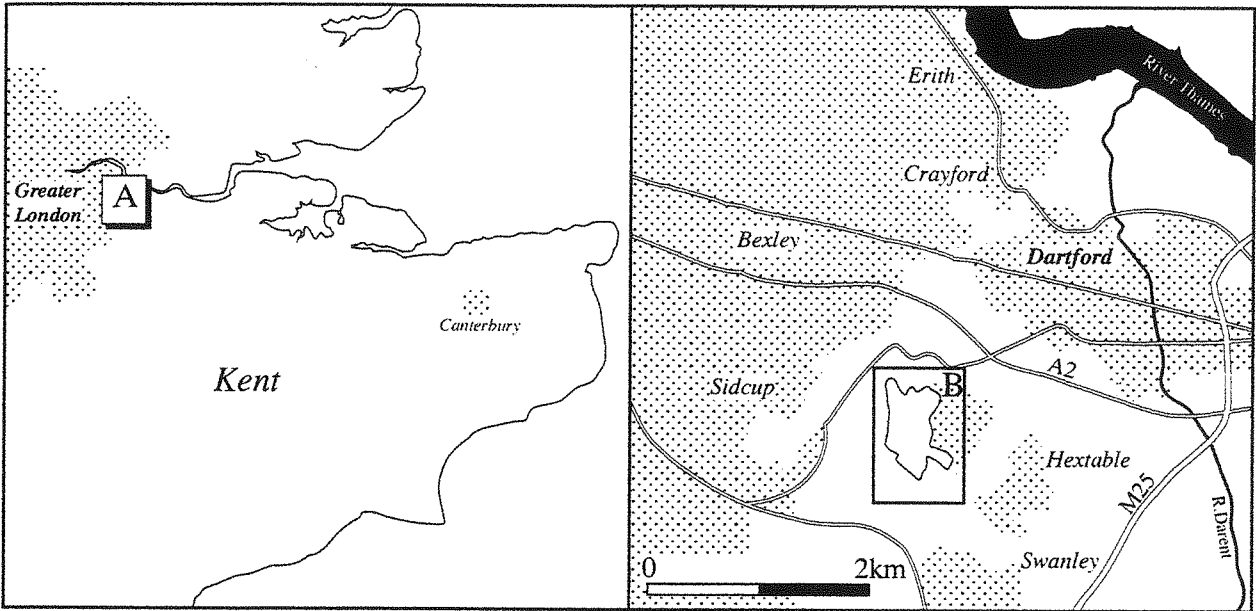 Greater
London
A
Canterbury
Kent
River Thames
Erith
Crayford
Bexley
Dartford
Sidcup
B
A2
Hextable
M25
R.Darent
Swanley
0
2km